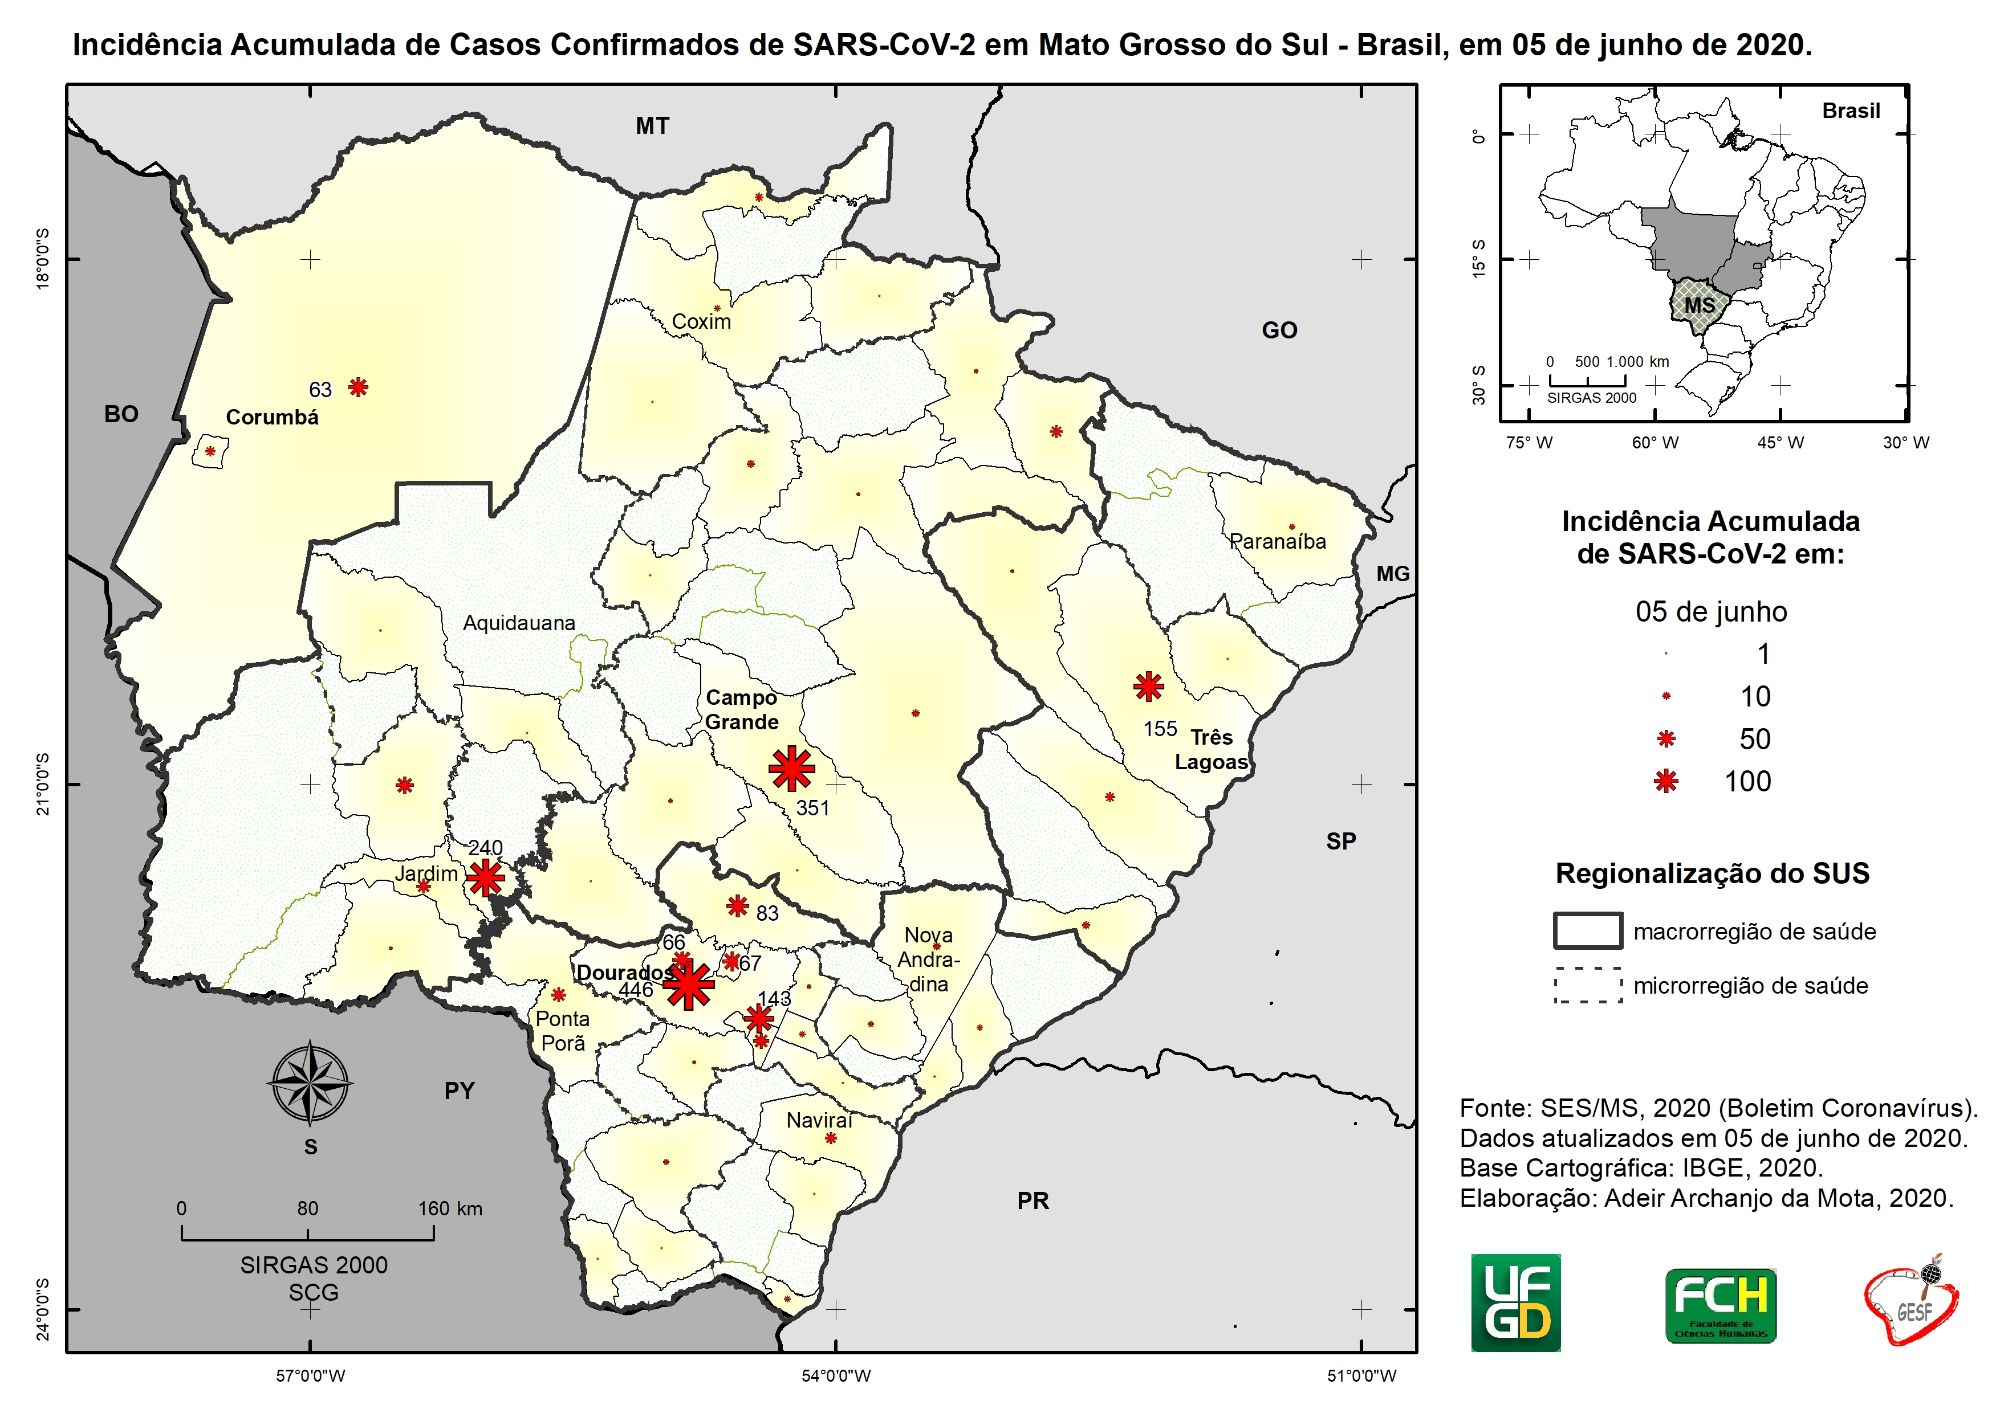 Incidência Acumulada de Casos Confirmados de SARS-CoV-2 em Mato Grosso do Sul - Brasil, em 05 de junho de 2020.
MT
GO
BO
MG
SP
PR
PY
18°0'0"S
21°0'0"S
24°0'0"S
57°0'0"W
54°0'0"W
51°0'0"W
Coxim
63
Corumbá
Paranaíba
Aquidauana
Campo
Grande
351
155
Três
Lagoas
240
Jardim
83
66
67
Dourados
446
143
Nova
Andra-
dina
Ponta
Porã
Naviraí
S
0 80 160 km
SIRGAS 2000
SCG
Brasil
MS
0°
15° S
30° S
0 500 1.000 km
SIRGAS 2000
75° W 60° W 45° W 30° W
Incidência Acumulada
de SARS-CoV-2 em:
05 de junho
1
10
50
100
Regionalização do SUS
macrorregião de saúde
microrregião de saúde
Fonte: SES/MS, 2020 (Boletim Coronavírus).
Dados atualizados em 05 de junho de 2020.
Base Cartográfica: IBGE, 2020.
Elaboração: Adeir Archanjo da Mota, 2020.
UF
GD
FCH
Faculdade de
Ciências Humanas
GESF